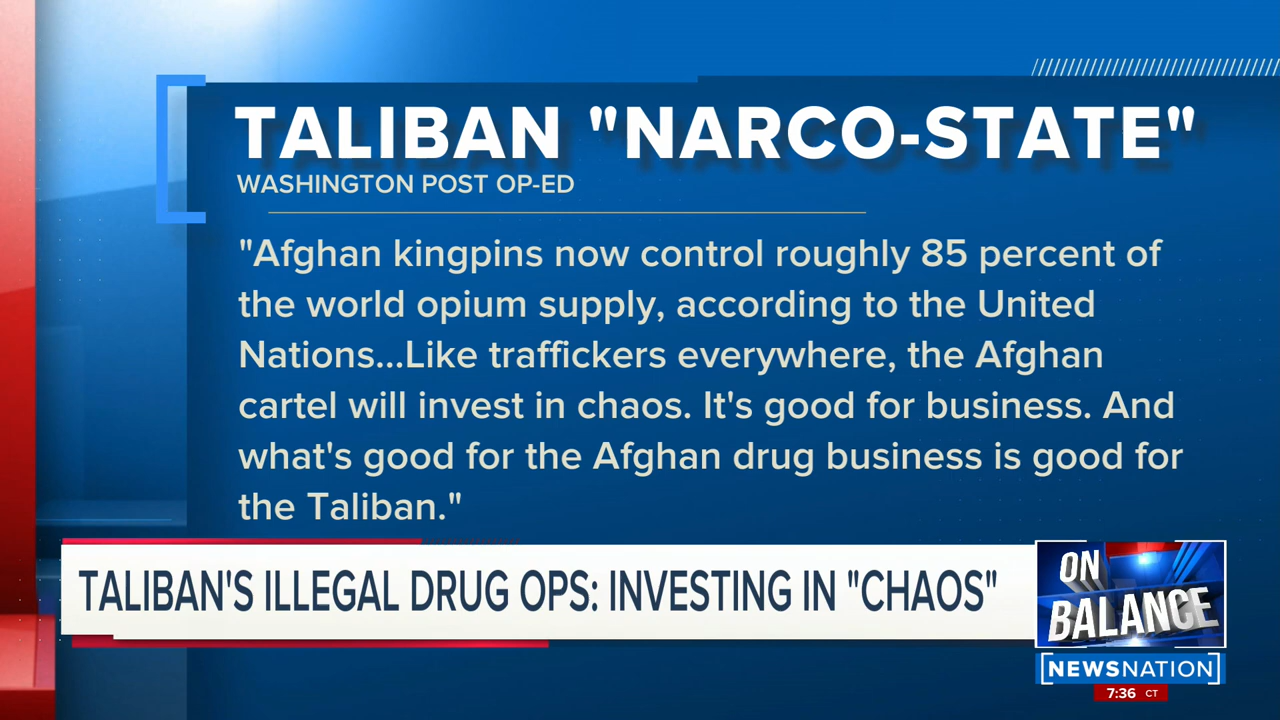 TALIBAN "NARCO-STATE"
WASHINGTON POST OP-ED
"Afghan kingpins now control roughly 85 percent of
the world opium supply, according to the United
Nations...Like traffickers everywhere, the Afghan
cartel will invest in chaos. It's good for business. And
what's good for the Afghan drug business is good for
the Taliban."
TALIBAN'S ILLEGAL DRUG OPS: INVESTING IN "CHAOS"
ON
BALANCE
NEWSNATION
7:36 CT